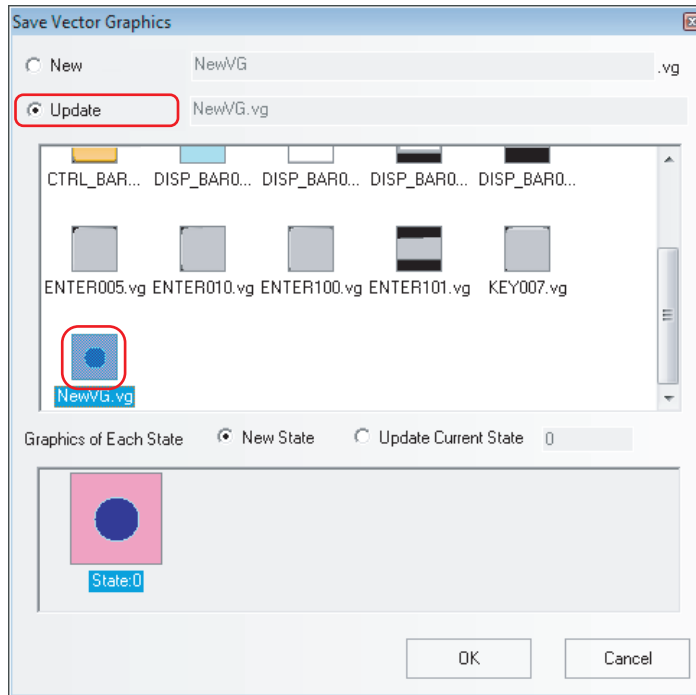 Save Vector Graphics
New NewVG .vg
Update NewVG.vg
CTRL_BAR... DISP_BAR0... DISP_BAR0... DISP_BAR0... DISP_BAR0...
ENTER005.vg ENTER010.vg ENTER100.vg ENTER101.vg KEY007.vg
NewVG.vg
Graphics of Each State New State Update Current State 0
State:0
OK Cancel